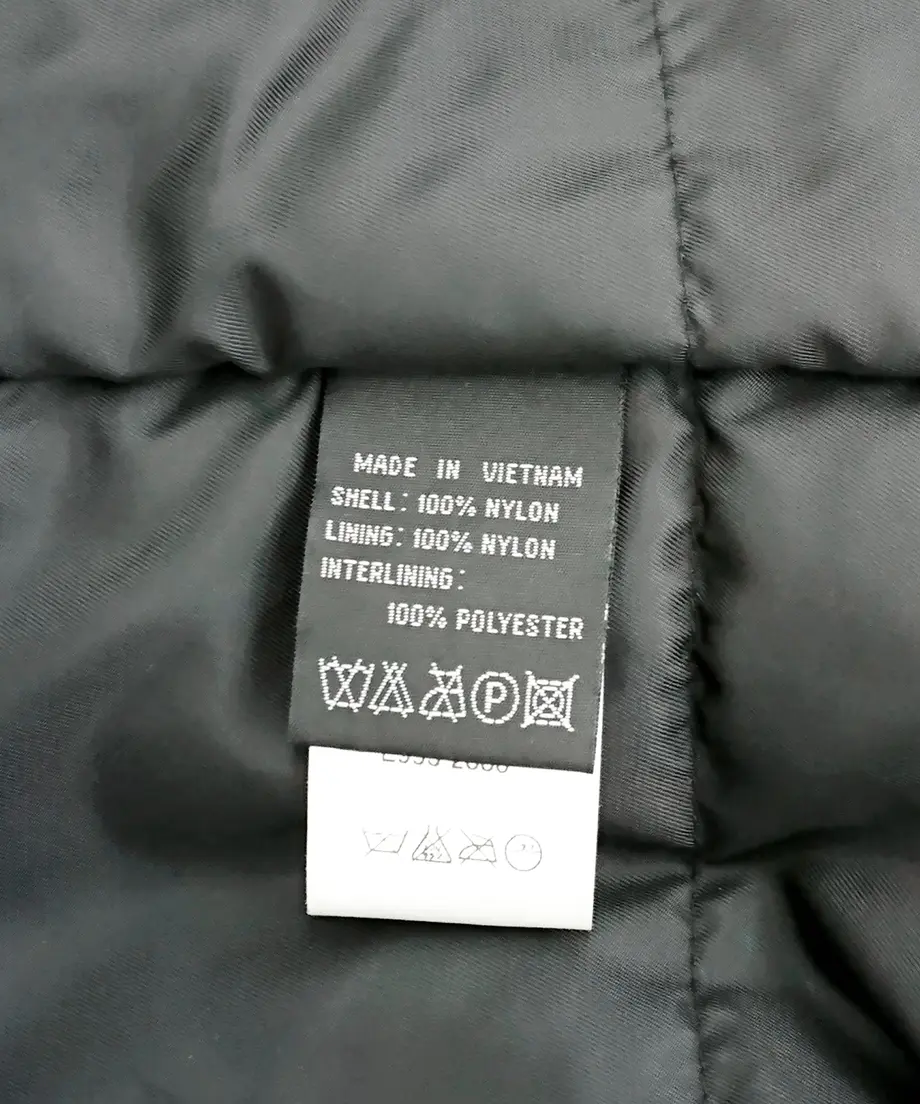 MADE IN VIETNAM
SHELL: 100% NYLON
LINING: 100% NYLON
INTERLINING:
100% POLYESTER
P